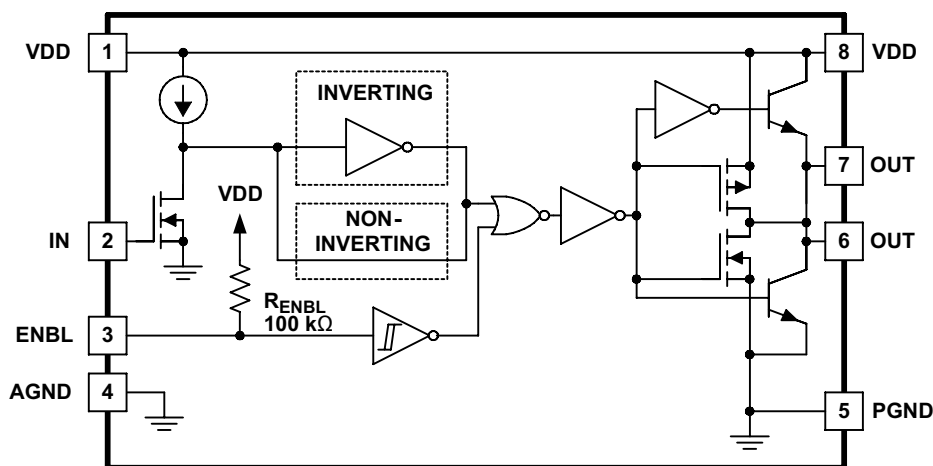 VDD 1
8 VDD
INVERTING
VDD
7 OUT
NON-
INVERTING
IN 2
6 OUT
RENBL
100 kΩ
ENBL 3
AGND 4
5 PGND